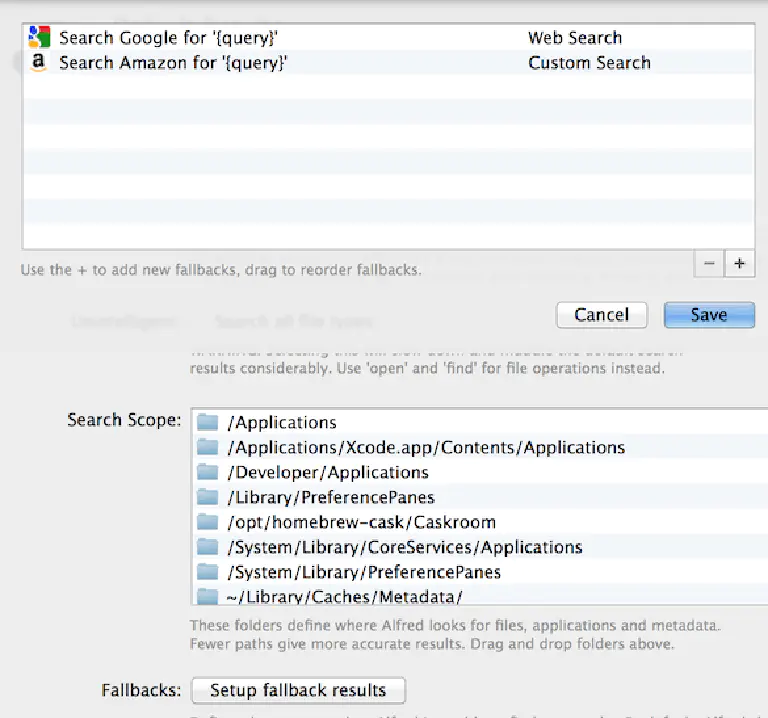 Search Google for '{query}' Web Search
Search Amazon for '{query}' Custom Search
Use the + to add new fallbacks, drag to reorder fallbacks.
− +
Cancel Save
results considerably. Use 'open' and 'find' for file operations instead.
Search Scope: /Applications
/Applications/Xcode.app/Contents/Applications
/Developer/Applications
/Library/PreferencePanes
/opt/homebrew-cask/Caskroom
/System/Library/CoreServices/Applications
/System/Library/PreferencePanes
~/Library/Caches/Metadata/
These folders define where Alfred looks for files, applications and metadata.
Fewer paths give more accurate results. Drag and drop folders above.
Fallbacks: Setup fallback results